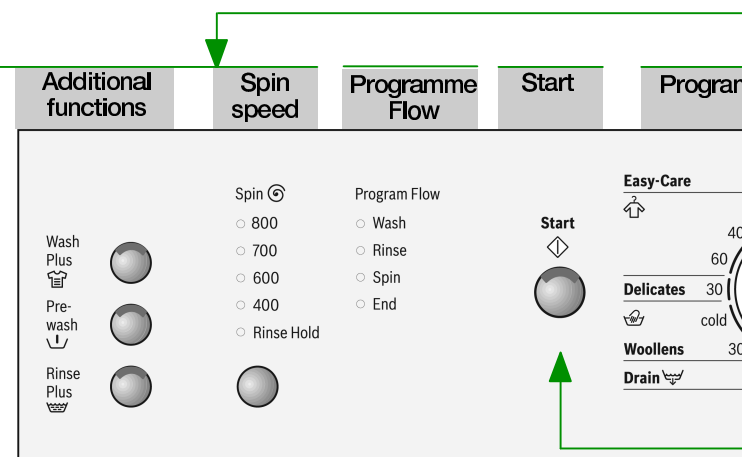 Additional
functions
Spin
speed
Programme
Flow
Start
Spin
800
700
600
400
Rinse Hold
Program Flow
Wash
Rinse
Spin
End
Wash
Plus
Pre-
wash
Rinse
Plus
Start
Easy-Care
40
60
Delicates 30
cold
Woollens 30
Drain